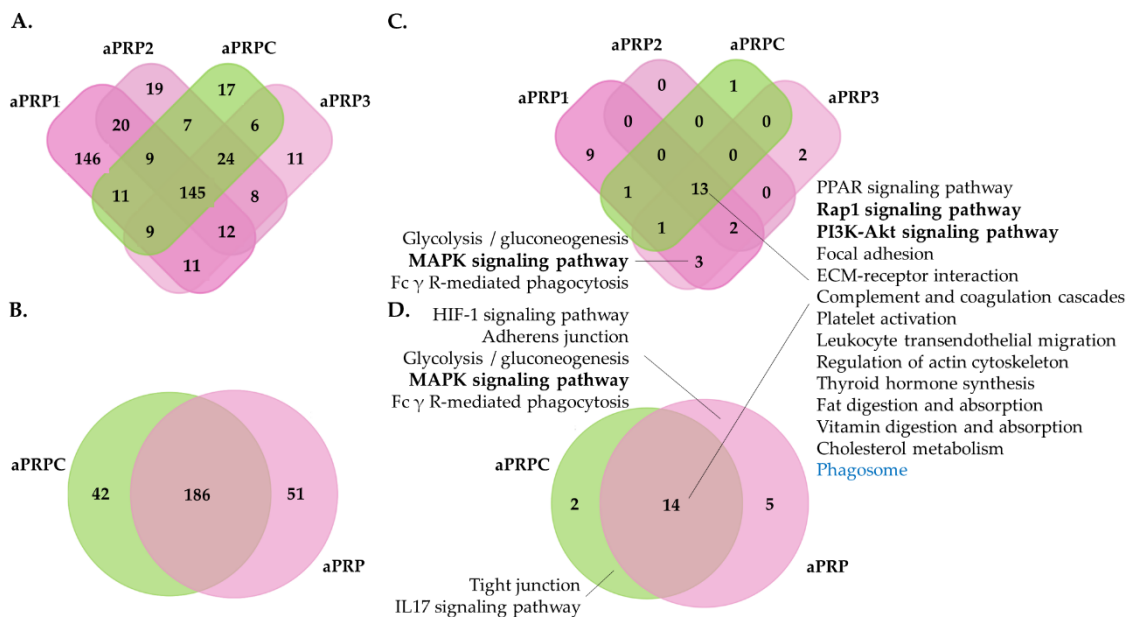 A.
aPRP2
aPRPC
aPRP1
aPRP3
19
17
20
7
6
146
9
24
11
11
145
8
9
12
11
B.
aPRPC
42
186
51
aPRP
C.
aPRP2
aPRPC
aPRP1
aPRP3
0
1
0
0
0
9
0
0
2
1
13
0
1
2
3
Glycolysis / gluconeogenesis
MAPK signaling pathway
Fc γ R-mediated phagocytosis
PPAR signaling pathway
Rap1 signaling pathway
PI3K-Akt signaling pathway
Focal adhesion
ECM-receptor interaction
Complement and coagulation cascades
Platelet activation
Leukocyte transendothelial migration
Regulation of actin cytoskeleton
Thyroid hormone synthesis
Fat digestion and absorption
Vitamin digestion and absorption
Cholesterol metabolism
Phagosome
D.
HIF-1 signaling pathway
Adherens junction
Glycolysis / gluconeogenesis
MAPK signaling pathway
Fc γ R-mediated phagocytosis
aPRPC
2
14
5
aPRP
Tight junction
IL17 signaling pathway